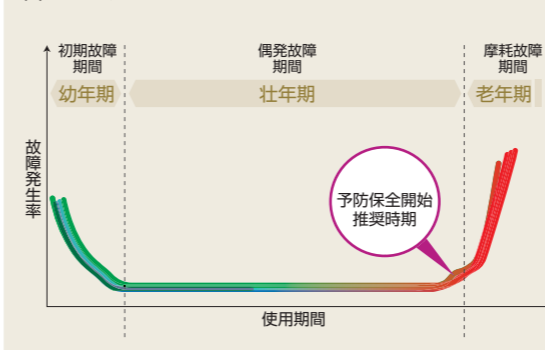 初期故障
期間
偶発故障
期間
摩耗故障
期間
幼年期
壮年期
老年期
故障発生率
予防保全開始
推奨時期
使用期間